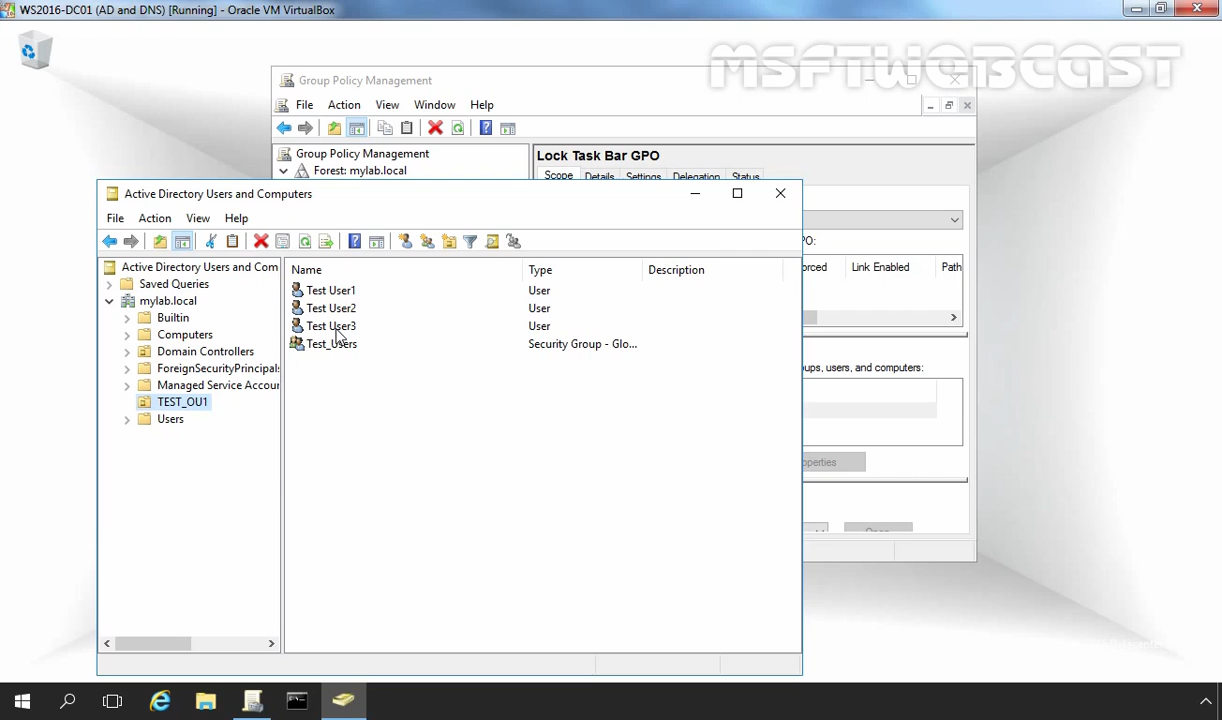 WS2016-DC01 (AD and DNS) [Running] - Oracle VM VirtualBox
MSFTWEBCAST
Group Policy Management
File Action View Window Help
Group Policy Management
Forest: mylab.local
Lock Task Bar GPO
Scope Details Settings Delegation Status
Active Directory Users and Computers
File Action View Help
Active Directory Users and Com
Saved Queries
mylab.local
Builtin
Computers
Domain Controllers
ForeignSecurityPrincipals
Managed Service Accour
TEST_OU1
Users
Name Type Description
Test User1 User
Test User2 User
Test User3 User
Test_Users Security Group - Glo...
PO:
orced Link Enabled Path
ups, users, and computers:
operties
Open